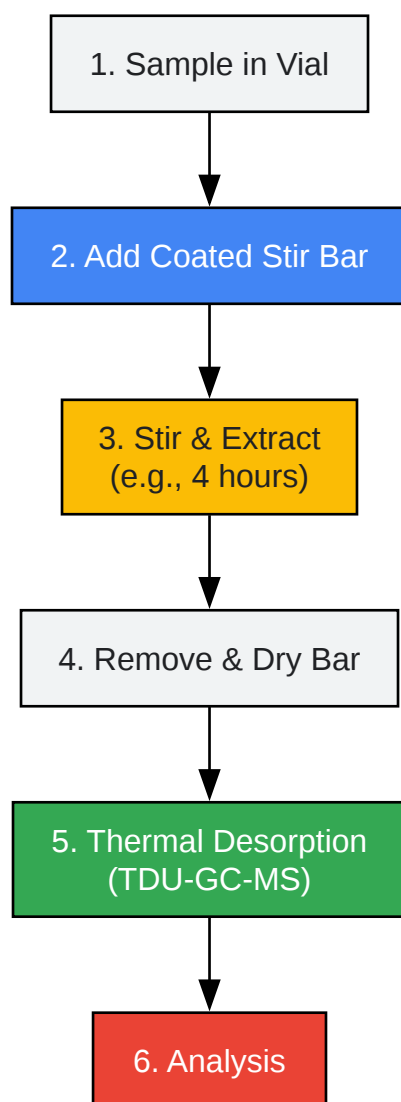 1. Sample in Vial
2. Add Coated Stir Bar
3. Stir & Extract
(e.g., 4 hours)
4. Remove & Dry Bar
5. Thermal Desorption
(TDU-GC-MS)
6. Analysis